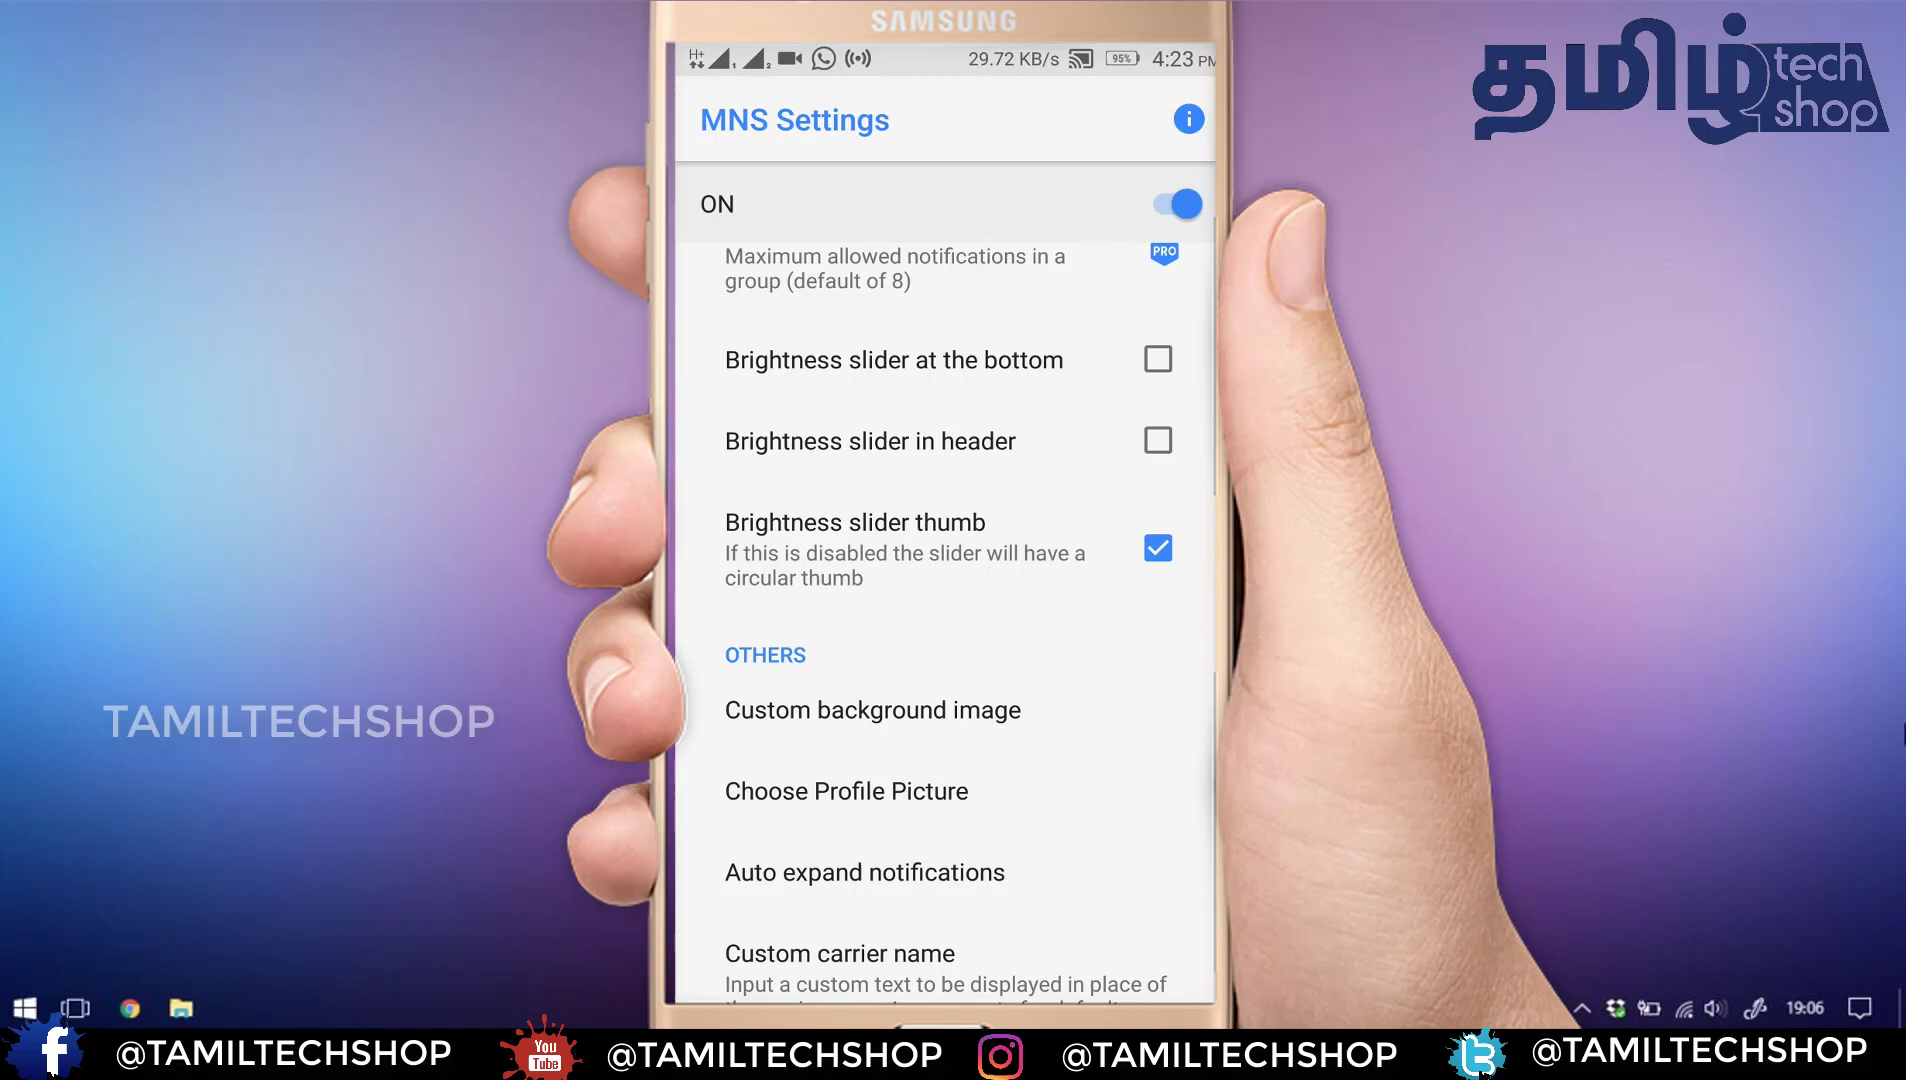 SAMSUNG
H+ 1 2 29.72 KB/s 95% 4:23 PM
தமிழ் tech shop
MNS Settings
ON
Maximum allowed notifications in a
group (default of 8)
PRO
Brightness slider at the bottom
Brightness slider in header
Brightness slider thumb
If this is disabled the slider will have a
circular thumb
OTHERS
Custom background image
TAMILTECHSHOP
Choose Profile Picture
Auto expand notifications
Custom carrier name
Input a custom text to be displayed in place of
19:06
@TAMILTECHSHOP You Tube @TAMILTECHSHOP @TAMILTECHSHOP @TAMILTECHSHOP